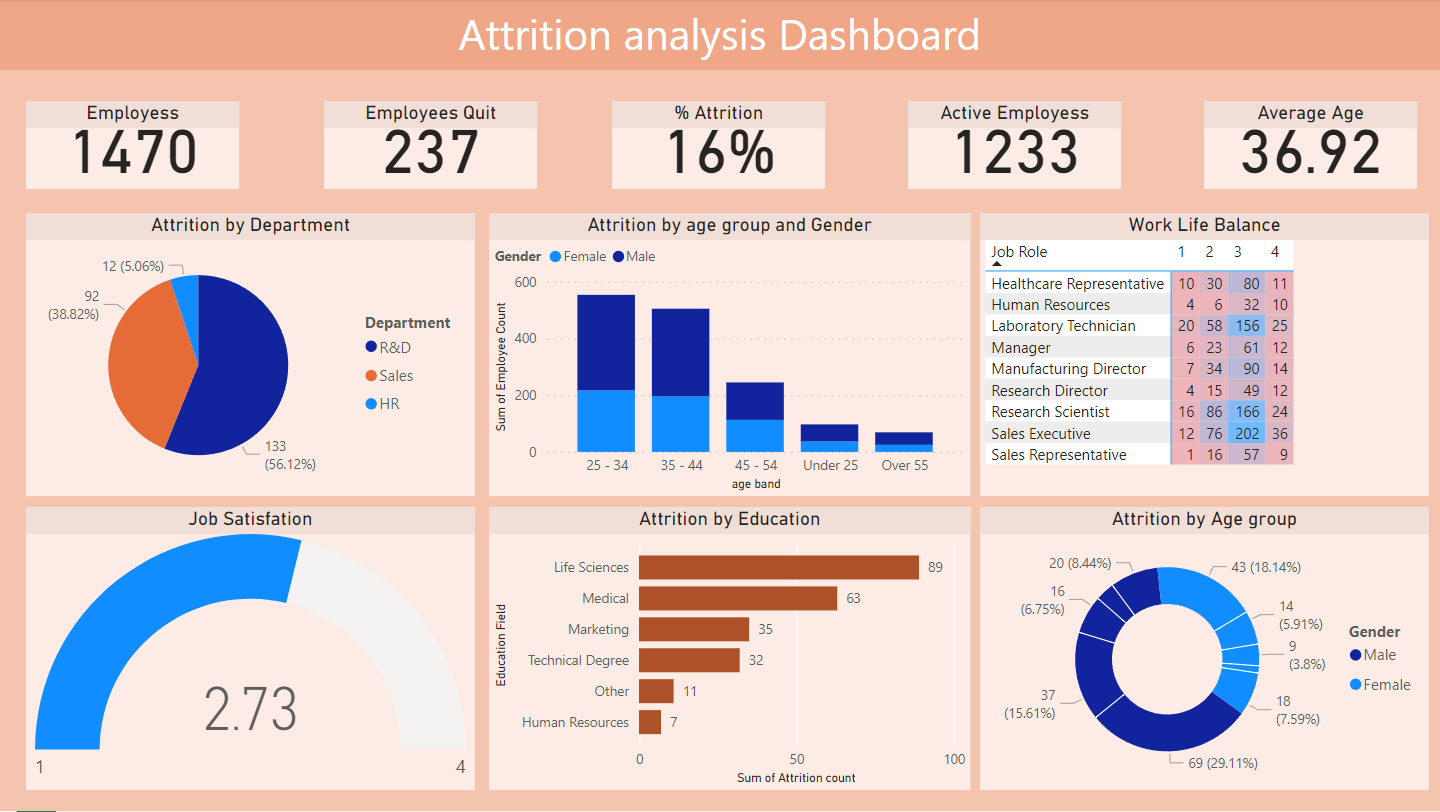 Attrition analysis Dashboard
Employess
1470
Employees Quit
237
% Attrition
16%
Active Employess
1233
Average Age
36.92
Attrition by Department
12 (5.06%)
92
(38.82%)
133
(56.12%)
Department
R&D
Sales
HR
Attrition by age group and Gender
Gender Female Male
Sum of Employee Count
600
400
200
0
25 - 34 35 - 44 45 - 54 Under 25 Over 55
age band
Work Life Balance
Job Role 1 2 3 4
Healthcare Representative 10 30 80 11
Human Resources 4 6 32 10
Laboratory Technician 20 58 156 25
Manager 6 23 61 12
Manufacturing Director 7 34 90 14
Research Director 4 15 49 12
Research Scientist 16 86 166 24
Sales Executive 12 76 202 36
Sales Representative 1 16 57 9
Job Satisfation
2.73
1 4
Attrition by Education
Education Field
Life Sciences 89
Medical 63
Marketing 35
Technical Degree 32
Other 11
Human Resources 7
0 50 100
Sum of Attrition count
Attrition by Age group
20 (8.44%)
43 (18.14%)
16
(6.75%)
14
(5.91%)
9
(3.8%)
37
(15.61%)
18
(7.59%)
69 (29.11%)
Gender
Male
Female